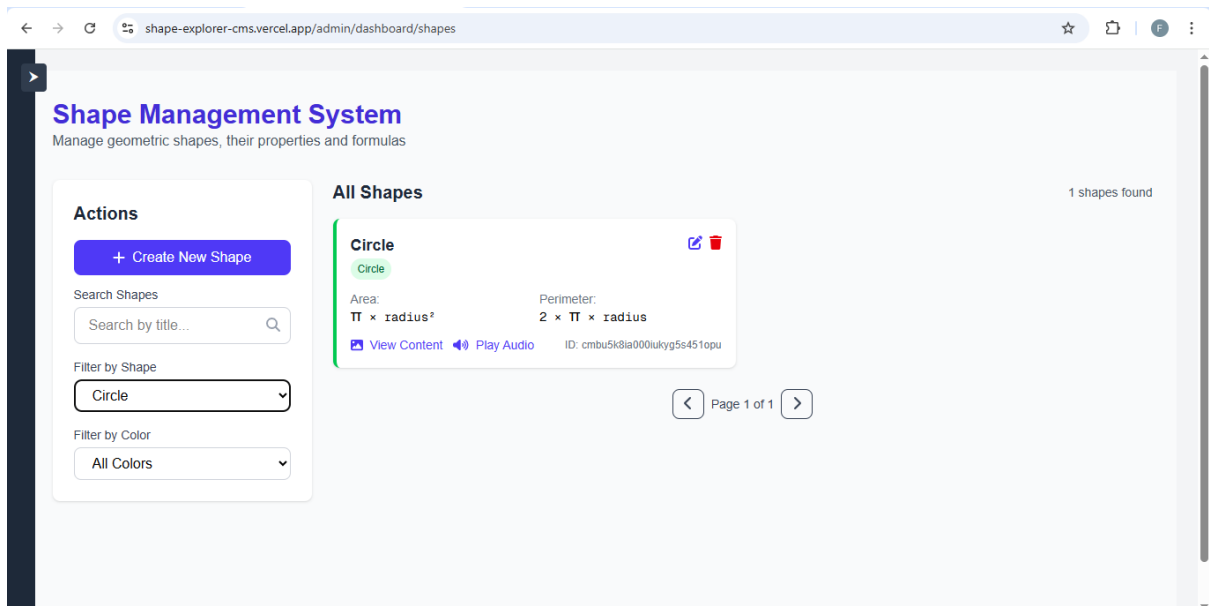 shape-explorer-cms.vercel.app/admin/dashboard/shapes
F
Shape Management System
Manage geometric shapes, their properties and formulas
Actions
+ Create New Shape
Search Shapes
Search by title...
Filter by Shape
Circle
Filter by Color
All Colors
All Shapes
1 shapes found
Circle
Circle
Area:
π × radius²
Perimeter:
2 × π × radius
View Content
Play Audio
ID: cmbu5k8ia000iukyg5s451opu
Page 1 of 1